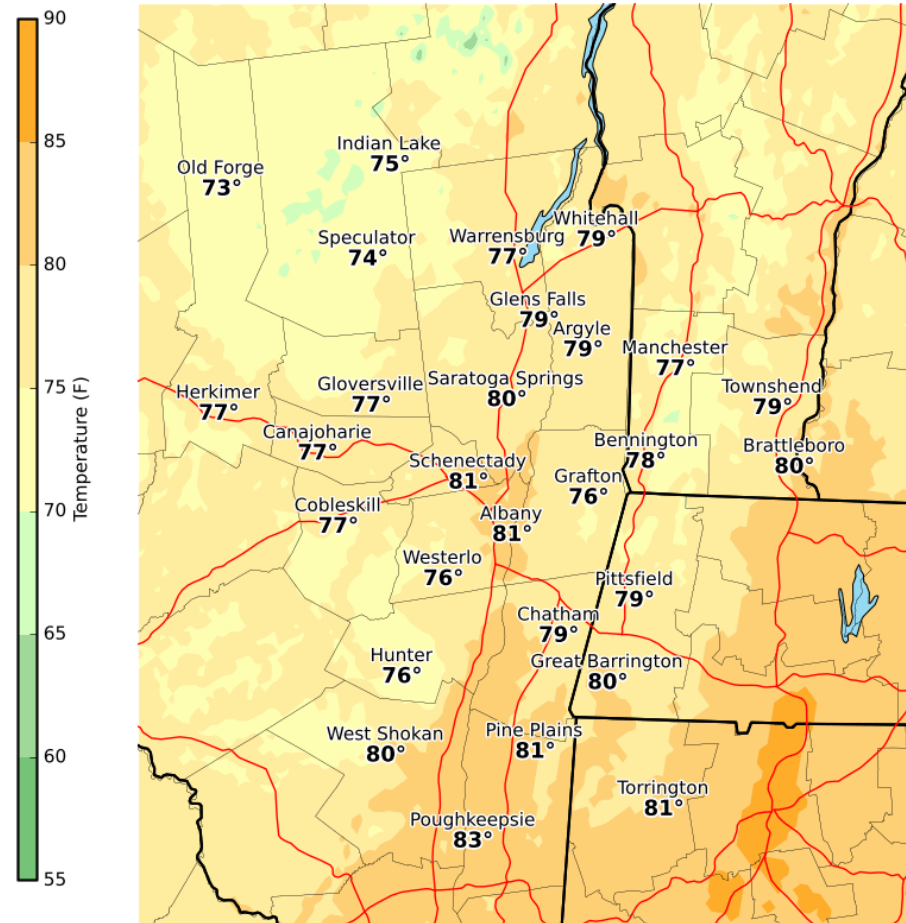 90
85
80
75
70
65
60
55
Temperature (F)
Indian Lake
75°
Old Forge
73°
Whitehall
79°
Speculator
74°
Warrensburg
77°
Glens Falls
79°
Argyle
79°
Manchester
77°
Saratoga Springs
80°
Gloversville
77°
Herkimer
77°
Townshend
79°
Canajoharie
77°
Bennington
78°
Brattleboro
80°
Schenectady
81°
Grafton
76°
Cobleskill
77°
Albany
81°
Westerlo
76°
Pittsfield
79°
Chatham
79°
Hunter
76°
Great Barrington
80°
West Shokan
80°
Pine Plains
81°
Torrington
81°
Poughkeepsie
83°